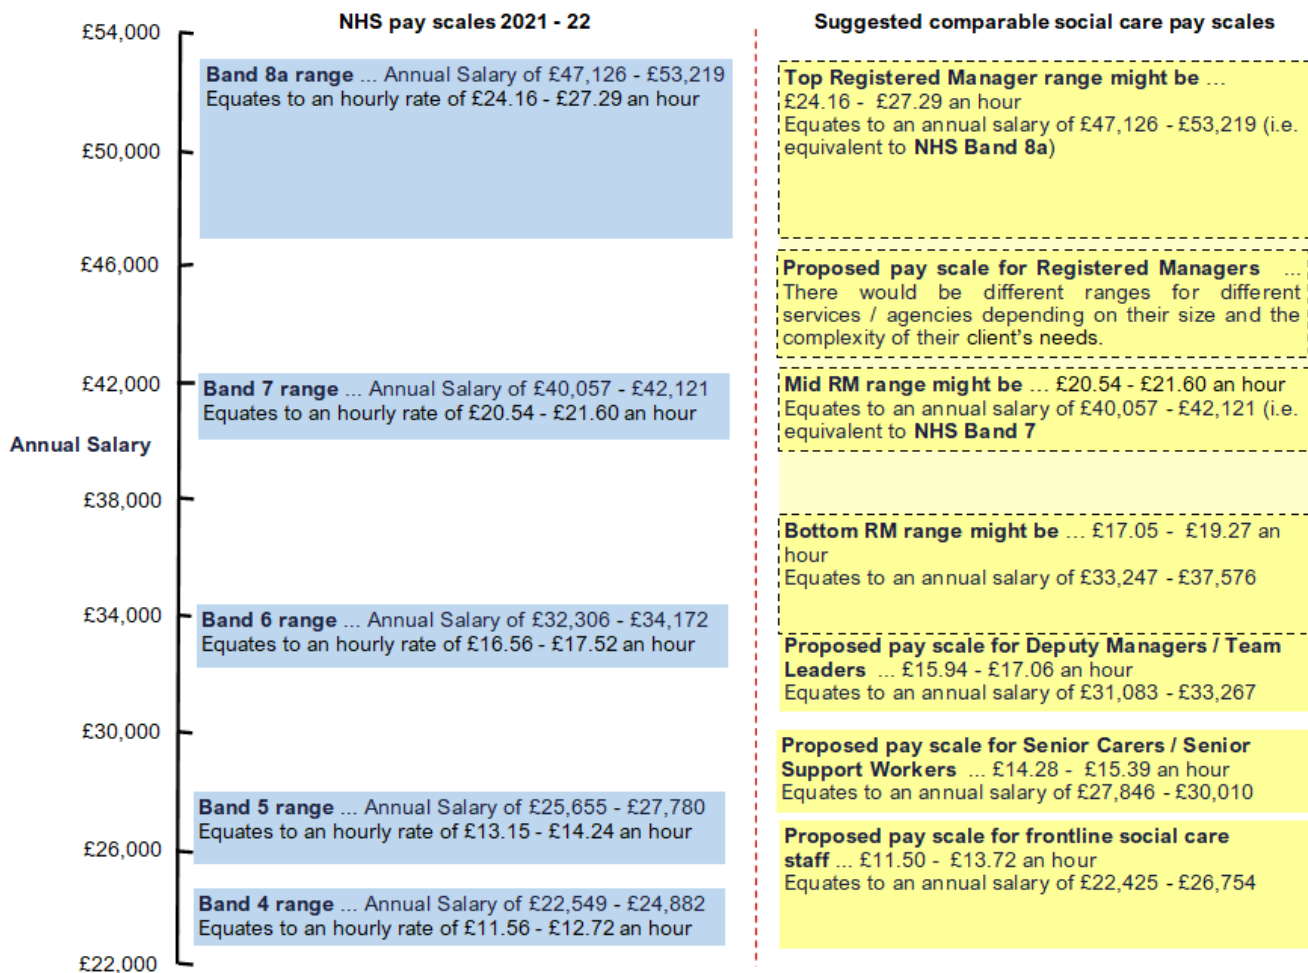 NHS pay scales 2021 - 22
Suggested comparable social care pay scales
£54,000
£50,000
£46,000
£42,000
Annual Salary
£38,000
£34,000
£30,000
£26,000
£22,000
Band 8a range ... Annual Salary of £47,126 - £53,219
Equates to an hourly rate of £24.16 - £27.29 an hour
Band 7 range ... Annual Salary of £40,057 - £42,121
Equates to an hourly rate of £20.54 - £21.60 an hour
Band 6 range ... Annual Salary of £32,306 - £34,172
Equates to an hourly rate of £16.56 - £17.52 an hour
Band 5 range ... Annual Salary of £25,655 - £27,780
Equates to an hourly rate of £13.15 - £14.24 an hour
Band 4 range ... Annual Salary of £22,549 - £24,882
Equates to an hourly rate of £11.56 - £12.72 an hour
Top Registered Manager range might be ...
£24.16 - £27.29 an hour
Equates to an annual salary of £47,126 - £53,219 (i.e.
equivalent to NHS Band 8a)
Proposed pay scale for Registered Managers ...
There would be different ranges for different
services / agencies depending on their size and the
complexity of their client's needs.
Mid RM range might be ... £20.54 - £21.60 an hour
Equates to an annual salary of £40,057 - £42,121 (i.e.
equivalent to NHS Band 7
Bottom RM range might be ... £17.05 - £19.27 an
hour
Equates to an annual salary of £33,247 - £37,576
Proposed pay scale for Deputy Managers / Team
Leaders ... £15.94 - £17.06 an hour
Equates to an annual salary of £31,083 - £33,267
Proposed pay scale for Senior Carers / Senior
Support Workers ... £14.28 - £15.39 an hour
Equates to an annual salary of £27,846 - £30,010
Proposed pay scale for frontline social care
staff ... £11.50 - £13.72 an hour
Equates to an annual salary of £22,425 - £26,754